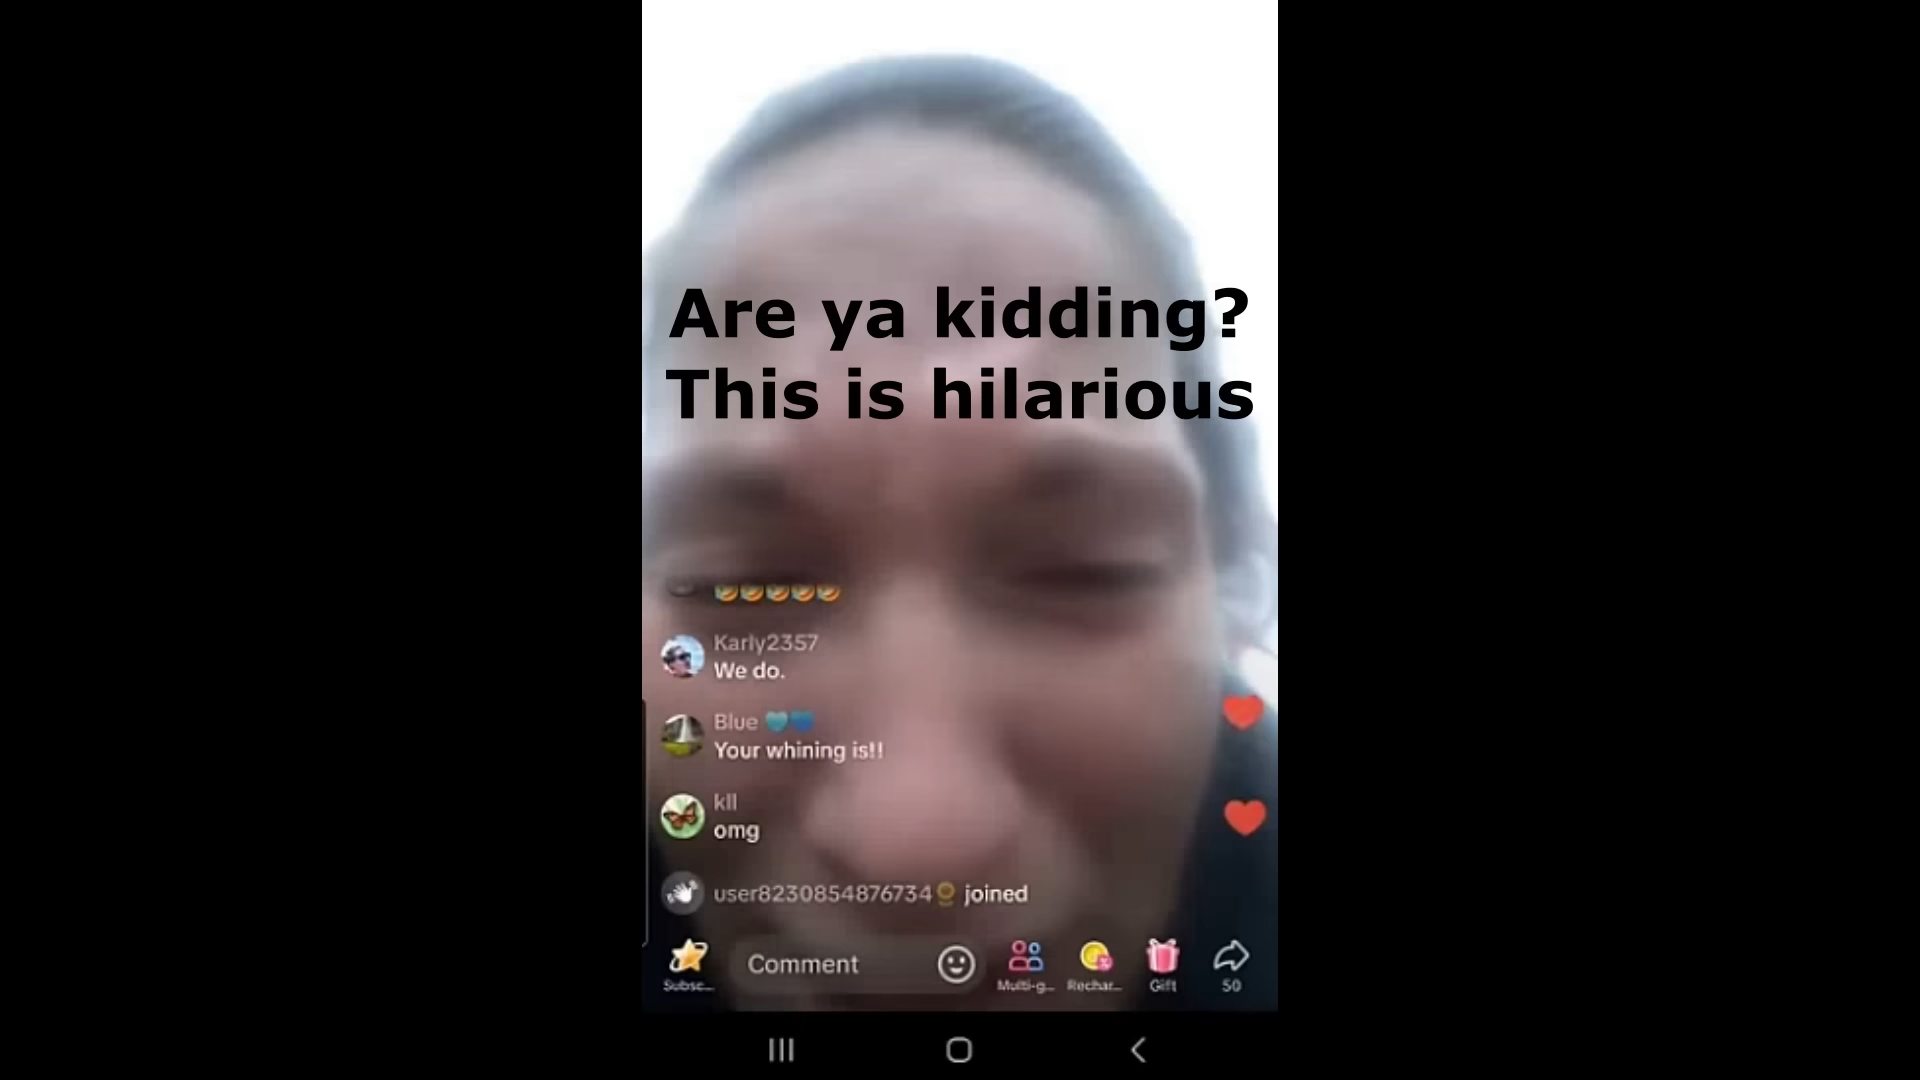 Are ya kidding?
This is hilarious
🤣🤣🤣🤣🤣
Karly2357
We do.
Blue 🩵💙
Your whining is!!
kll
omg
user8230854876734 joined
Comment
Subsc...
Multi-g...
Rechar...
Gift
50